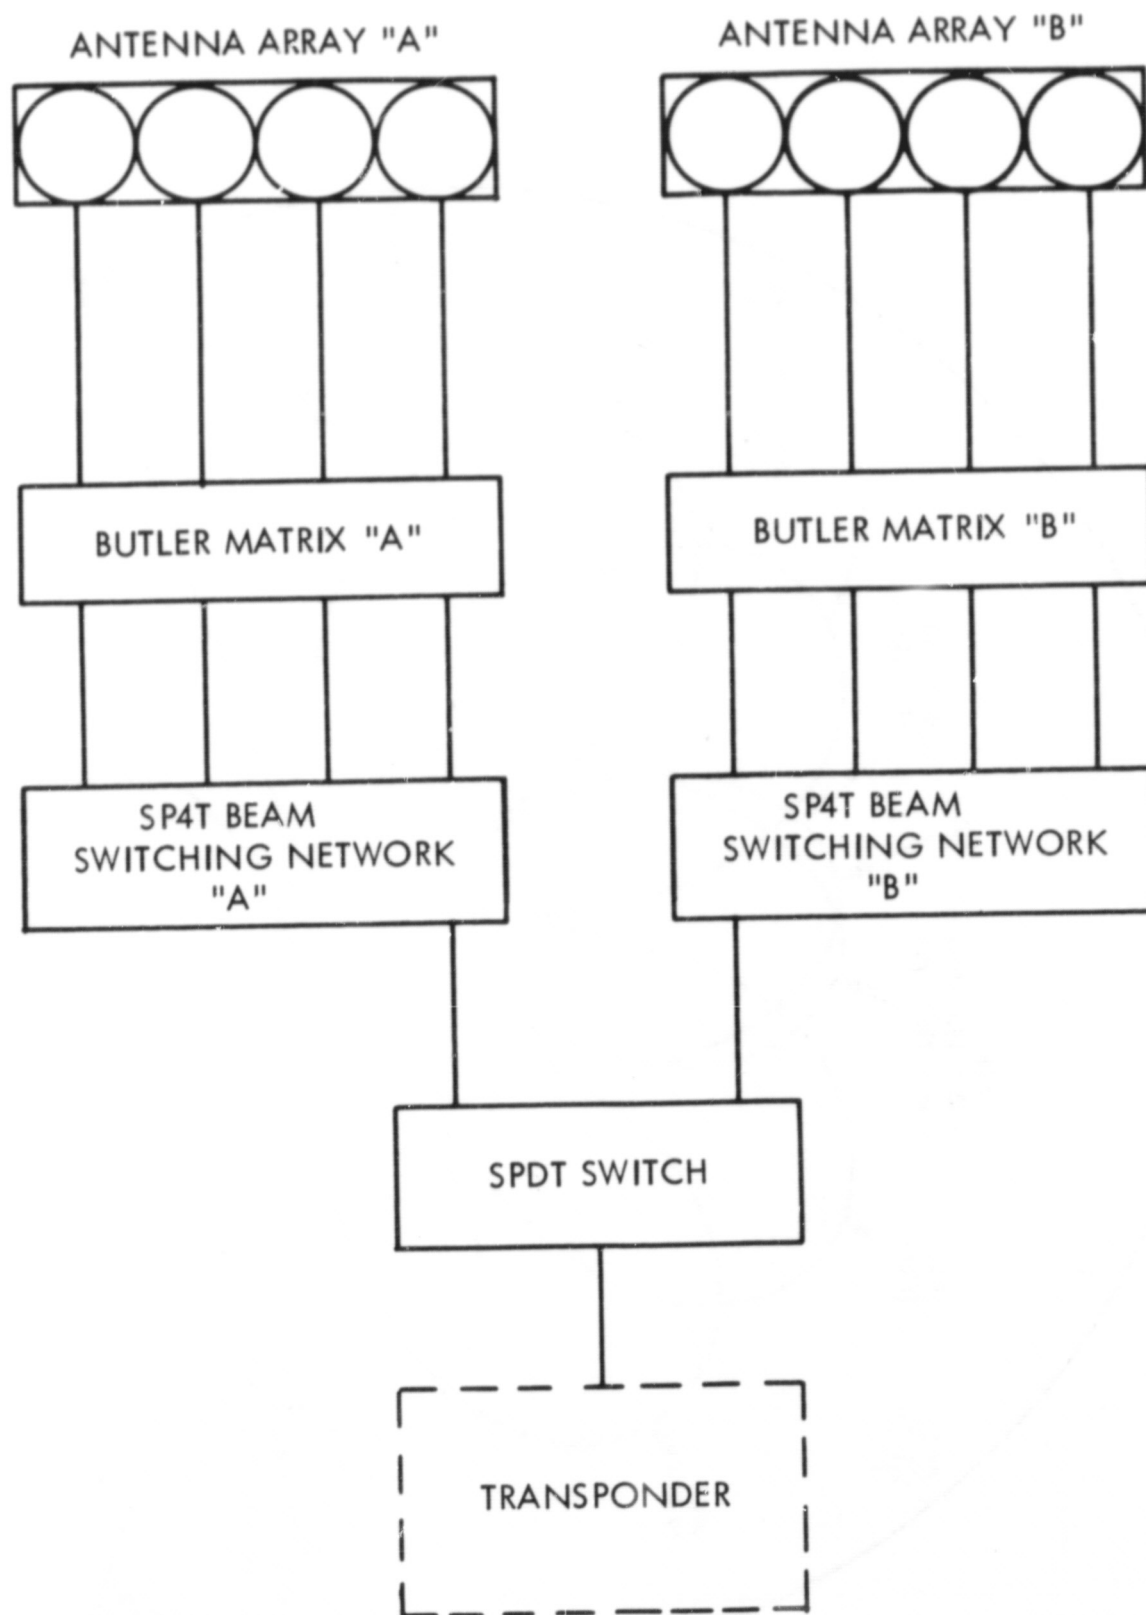 ANTENNA ARRAY "A"
ANTENNA ARRAY "B"
BUTLER MATRIX "A"
BUTLER MATRIX "B"
SP4T BEAM
SWITCHING NETWORK
"A"
SP4T BEAM
SWITCHING NETWORK
"B"
SPDT SWITCH
TRANSPONDER